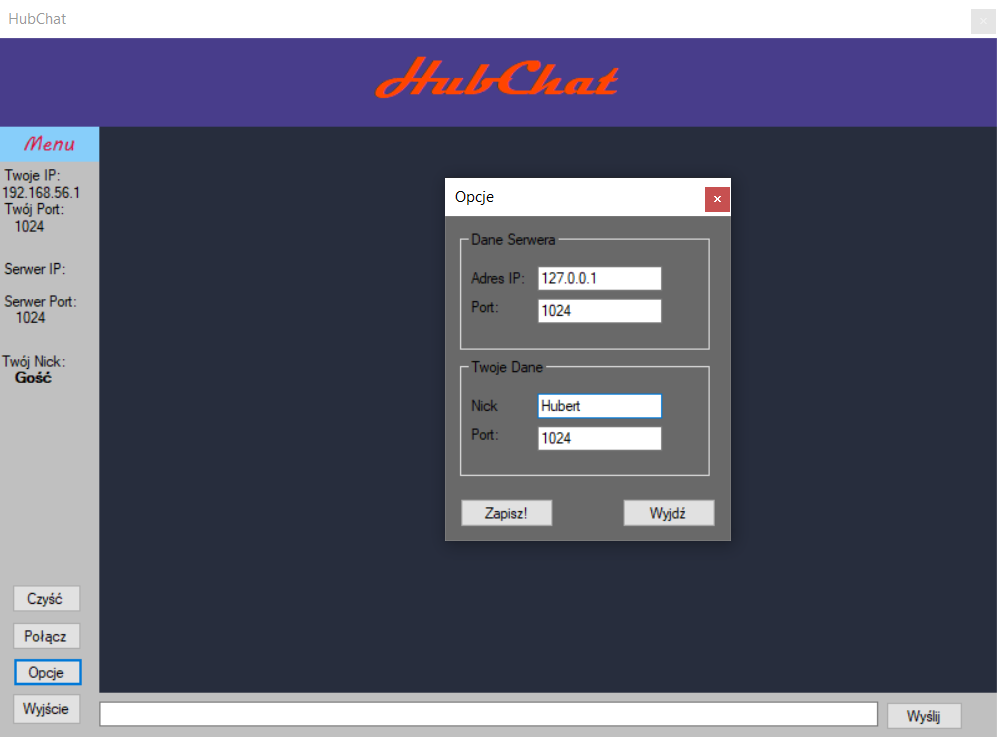 HubChat
HubChat
Menu
Twoje IP:
192.168.56.1
Twój Port:
1024
Serwer IP:
Serwer Port:
1024
Twój Nick:
Gość
Czyść
Połącz
Opcje
Wyjście
Opcje
Dane Serwera
Adres IP: 127.0.0.1
Port: 1024
Twoje Dane
Nick Hubert
Port: 1024
Zapisz! Wyjdź
Wyślij